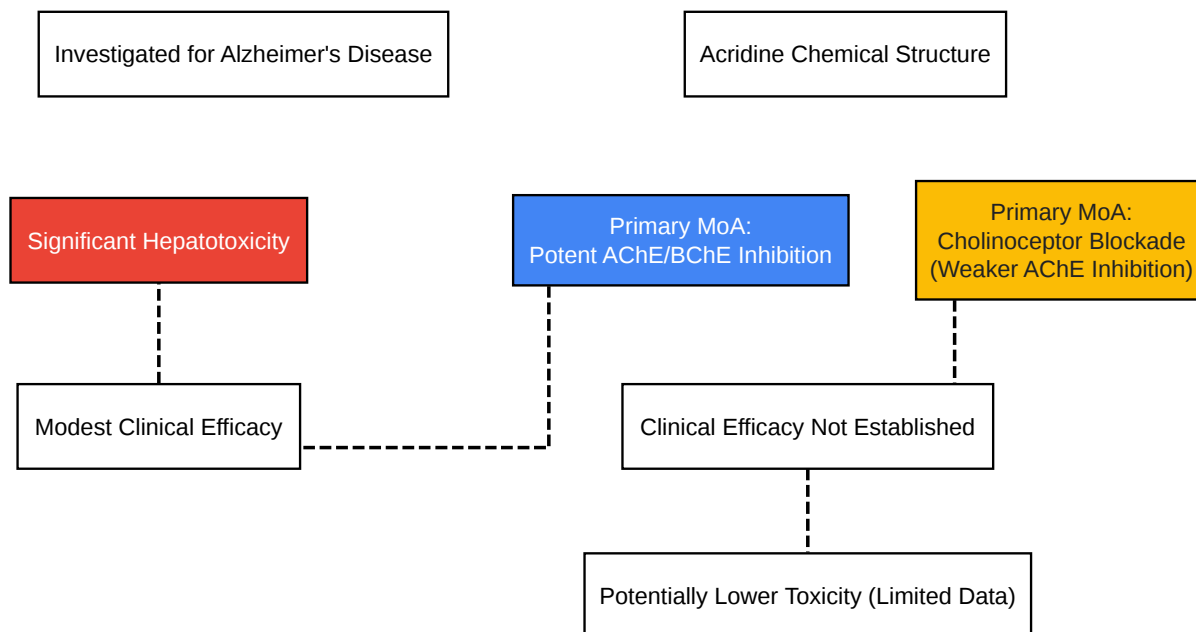 Investigated for Alzheimer's Disease
Acridine Chemical Structure
Significant Hepatotoxicity
Primary MoA:
Potent AChE/BChE Inhibition
Primary MoA:
Cholinoceptor Blockade
(Weaker AChE Inhibition)
Modest Clinical Efficacy
Clinical Efficacy Not Established
Potentially Lower Toxicity (Limited Data)